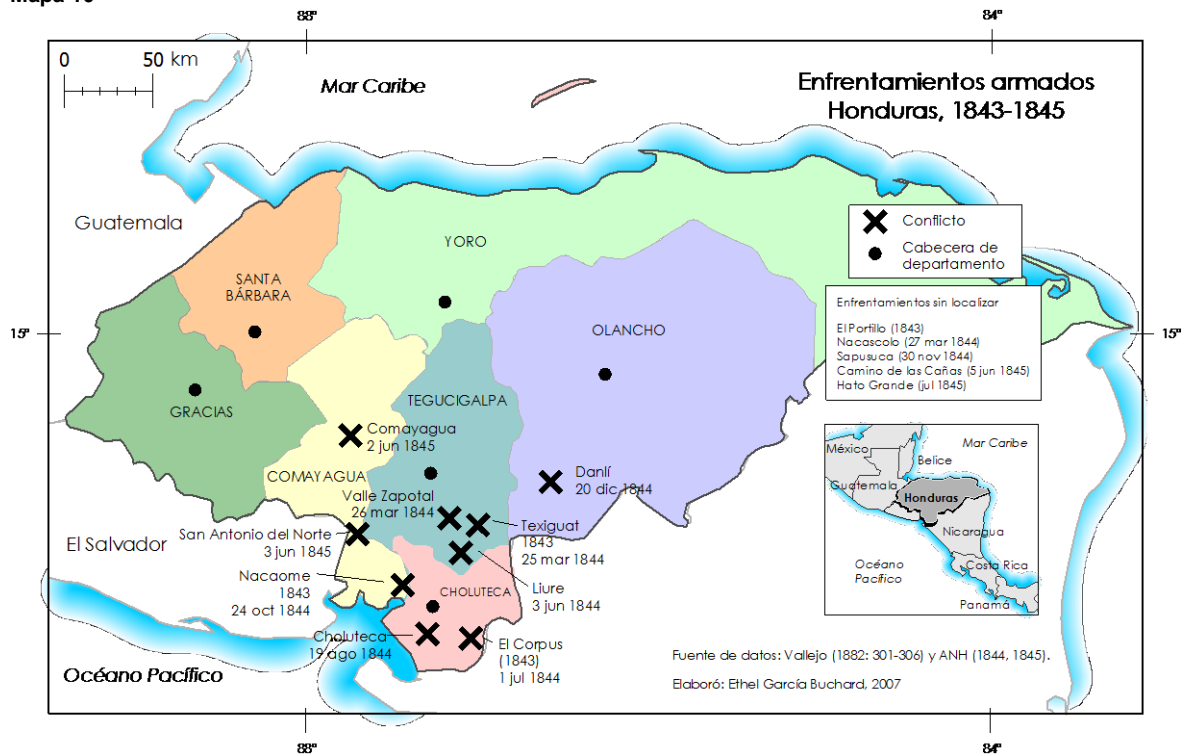 Mapa 10
88°
84°
0 50 km
Mar Caribe
Enfrentamientos armados
Honduras, 1843-1845
Guatemala
Conflicto
Cabecera de
departamento
YORO
SANTA
BÁRBARA
Enfrentamientos sin localizar
El Portillo (1843)
Nacascolo (27 mar 1844)
Sapusuca (30 nov 1844)
Camino de las Cañas (5 jun 1845)
Hato Grande (jul 1845)
15°
15°
OLANCHO
TEGUCIGALPA
GRACIAS
Comayagua
2 jun 1845
COMAYAGUA
Danlí
20 dic 1844
Valle Zapotal
26 mar 1844
San Antonio del Norte
3 jun 1845
Texiguat
1843
25 mar 1844
El Salvador
Nacaome
1843
24 oct 1844
Liure
3 jun 1844
CHOLUTECA
Choluteca
19 ago 1844
El Corpus
(1843)
1 jul 1844
Océano Pacífico
México
Mar Caribe
Belice
Guatemala
Honduras
Nicaragua
Océano
Pacífico
Costa Rica
Panamá
Fuente de datos: Vallejo (1882: 301-306) y ANH (1844, 1845).
Elaboró: Ethel García Buchard, 2007
88°
84°